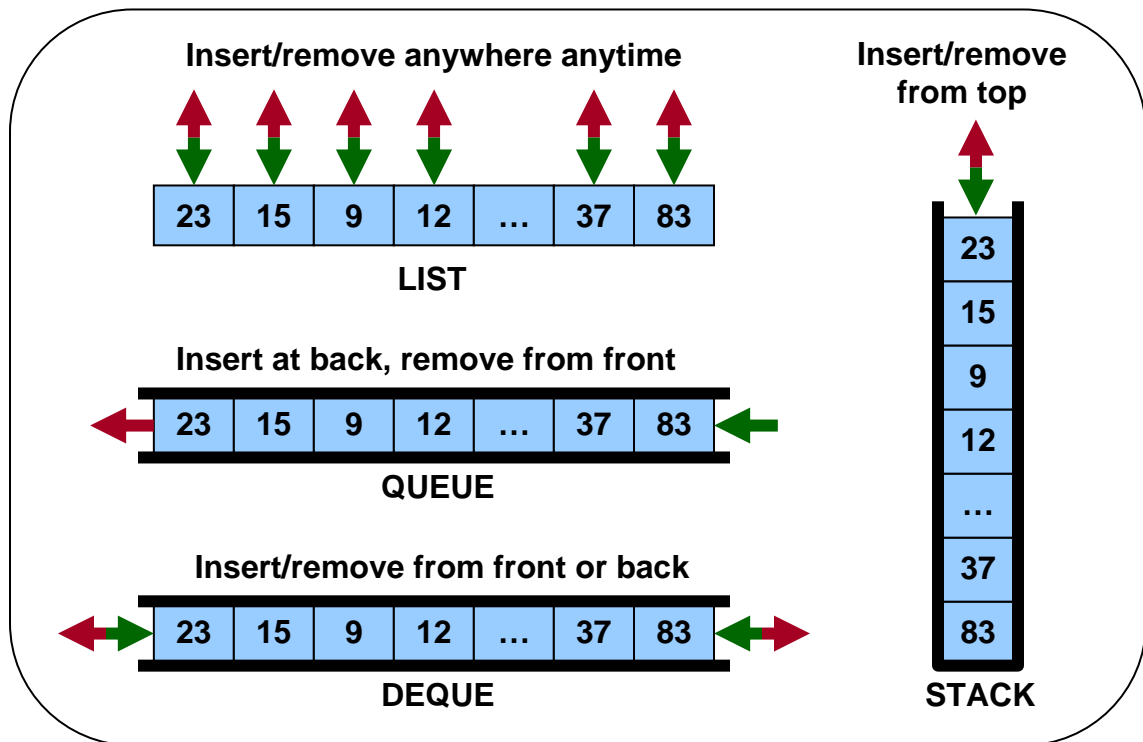 Insert/remove anywhere anytime
23 15 9 12 … 37 83
LIST
Insert at back, remove from front
23 15 9 12 … 37 83
QUEUE
Insert/remove from front or back
23 15 9 12 … 37 83
DEQUE
Insert/remove
from top
23
15
9
12
…
37
83
STACK